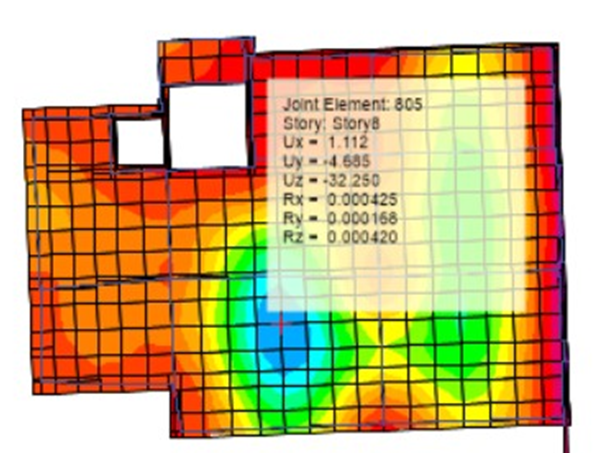 Joint Element: 805
Story: Story8
Ux = 1.112
Uy = -4.685
Uz = -32.250
Rx = 0.000425
Ry = 0.000168
Rz = 0.000420